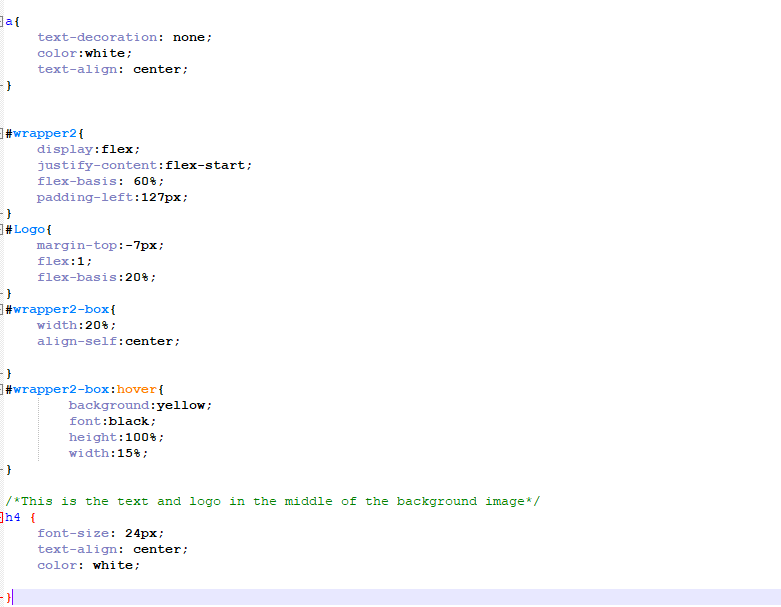 a{
    text-decoration: none;
    color:white;
    text-align: center;
}
#wrapper2{
    display:flex;
    justify-content:flex-start;
    flex-basis: 60%;
    padding-left:127px;
}
#Logo{
    margin-top:-7px;
    flex:1;
    flex-basis:20%;
}
#wrapper2-box{
    width:20%;
    align-self:center;
}
#wrapper2-box:hover{
        background:yellow;
        font:black;
        height:100%;
        width:15%;
}
/*This is the text and logo in the middle of the background image*/
h4 {
    font-size: 24px;
    text-align: center;
    color: white;
}